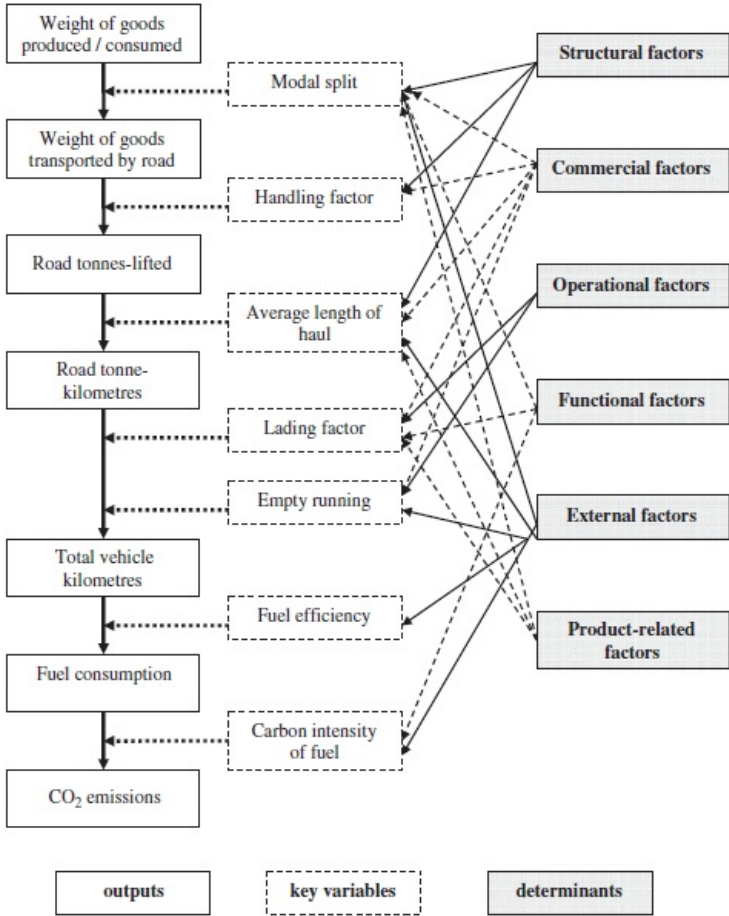 Weight of goods
produced / consumed
Modal split
Structural factors
Weight of goods
transported by road
Commercial factors
Handling factor
Road tonnes-lifted
Operational factors
Average length of
haul
Road tonne-
kilometres
Functional factors
Lading factor
Empty running
External factors
Total vehicle
kilometres
Fuel efficiency
Product-related
factors
Fuel consumption
Carbon intensity
of fuel
CO₂ emissions
outputs
key variables
determinants